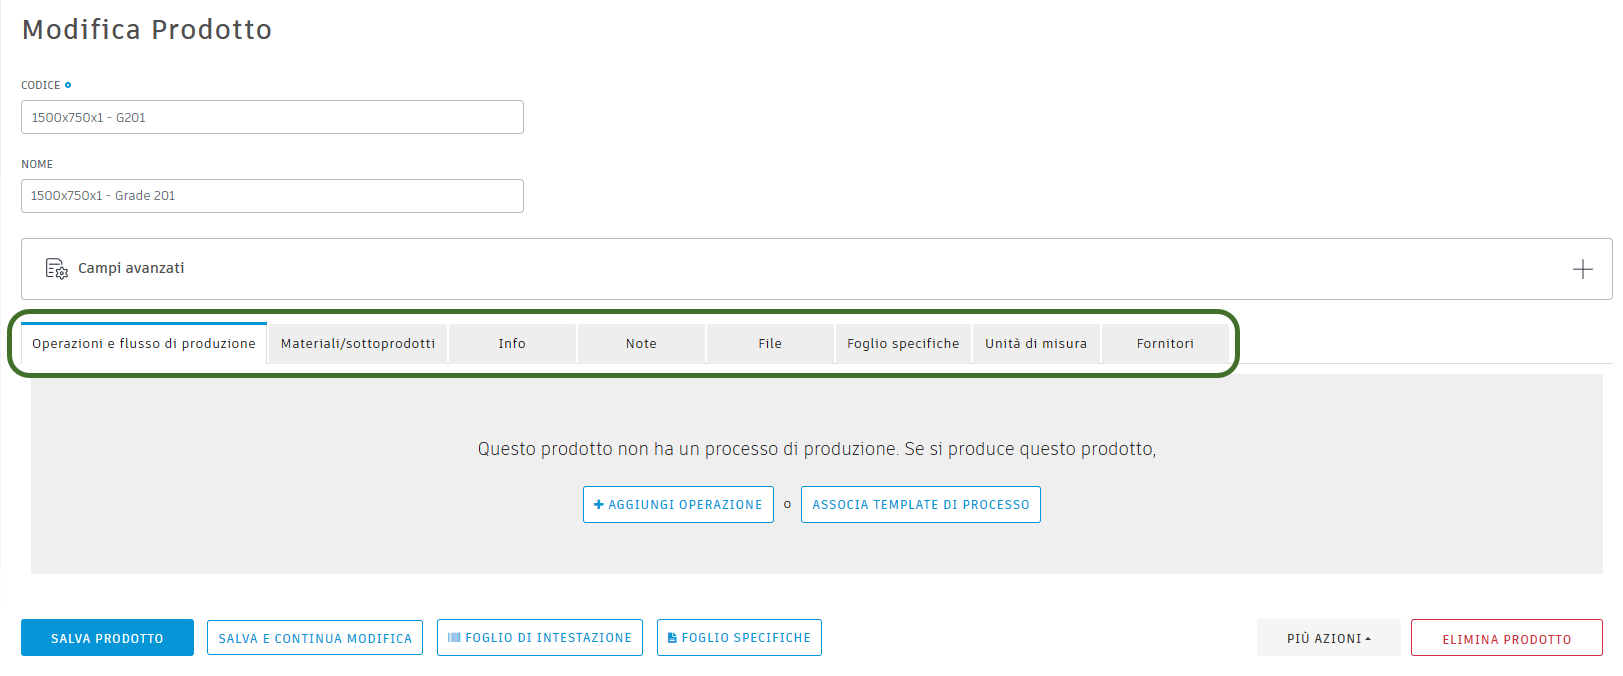 Modifica Prodotto
CODICE
1500x750x1 - G201
NOME
1500x750x1 - Grade 201
Campi avanzati
Operazioni e flusso di produzione Materiali/sottoprodotti Info Note File Foglio specifiche Unità di misura Fornitori
Questo prodotto non ha un processo di produzione. Se si produce questo prodotto,
AGGIUNGI OPERAZIONE o ASSOCIA TEMPLATE DI PROCESSO
SALVA PRODOTTO SALVA E CONTINUA MODIFICA FOGLIO DI INTESTAZIONE FOGLIO SPECIFICHE PIÙ AZIONI ELIMINA PRODOTTO